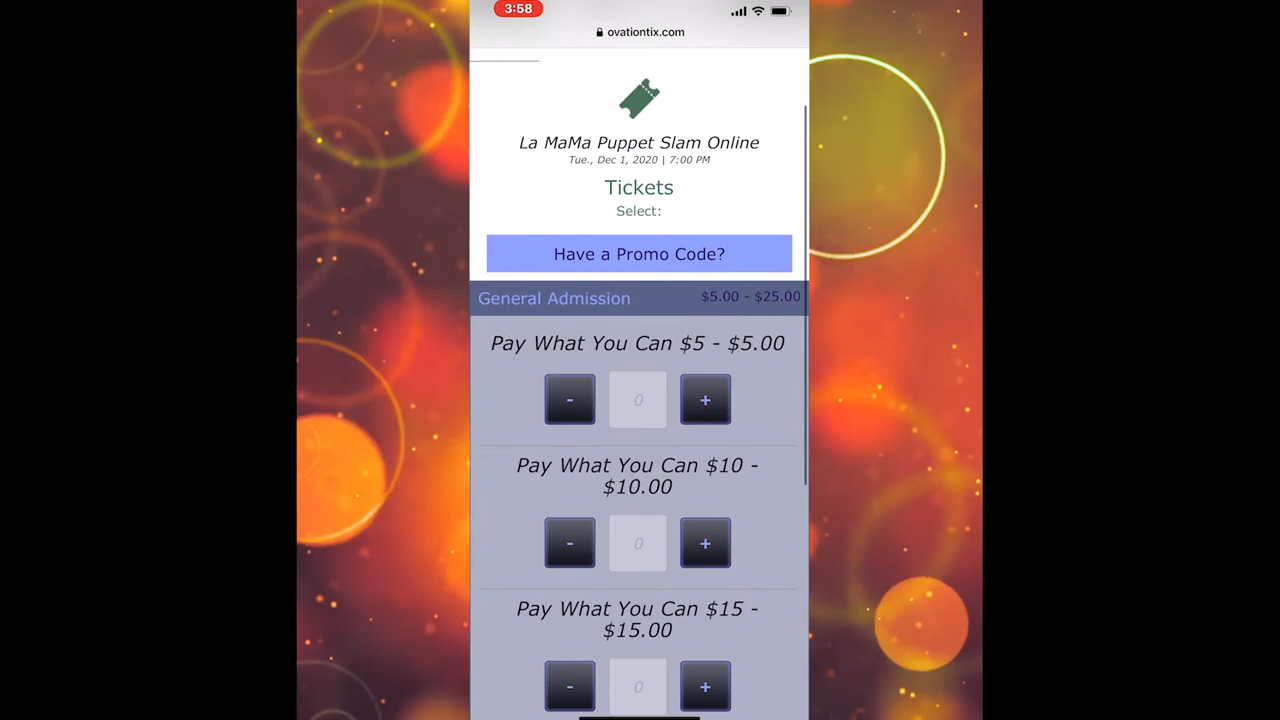 3:58
ovationtix.com
La MaMa Puppet Slam Online
Tue., Dec 1, 2020 | 7:00 PM
Tickets
Select:
Have a Promo Code?
General Admission $5.00 - $25.00
Pay What You Can $5 - $5.00
- 0 +
Pay What You Can $10 -
$10.00
- 0 +
Pay What You Can $15 -
$15.00
- 0 +